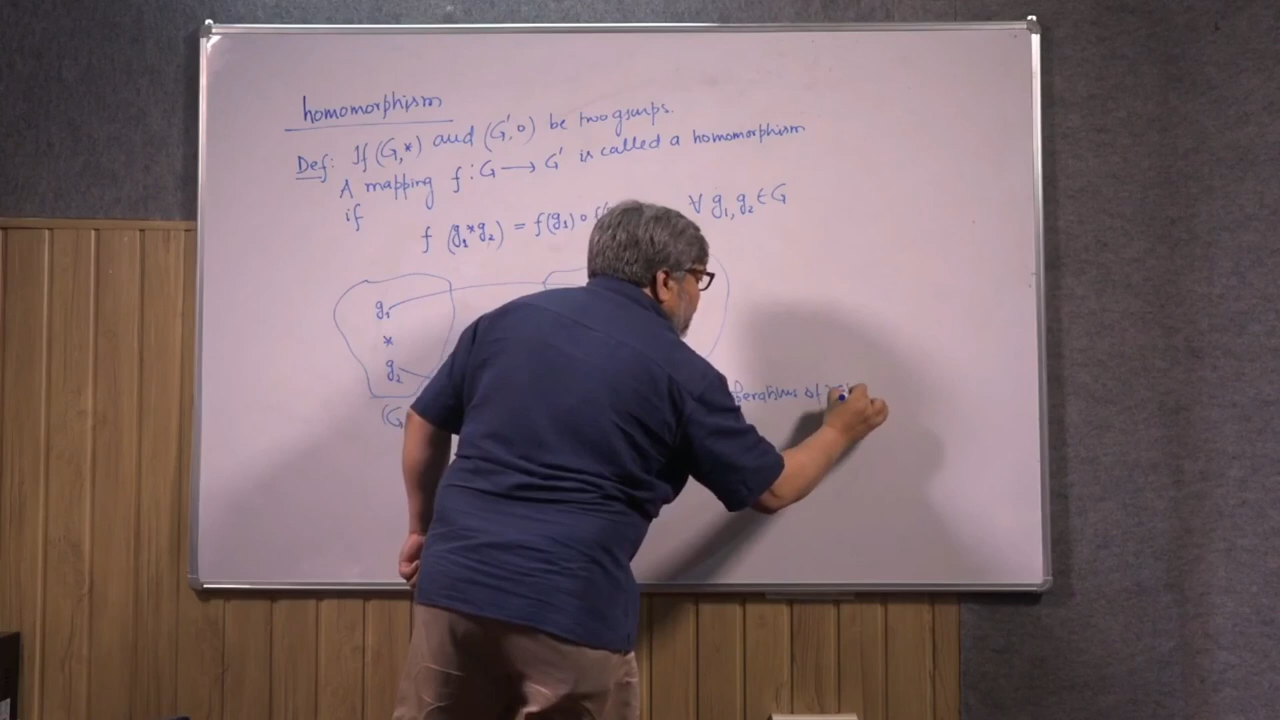 homomorphism
Def: If (G,*) and (G',o) be two groups.
A mapping f : G → G' is called a homomorphism
if
f (g₁*g₂) = f(g₁) o ∀ g₁, g₂ ∈ G
g₁
*
g₂
(G,
perations of